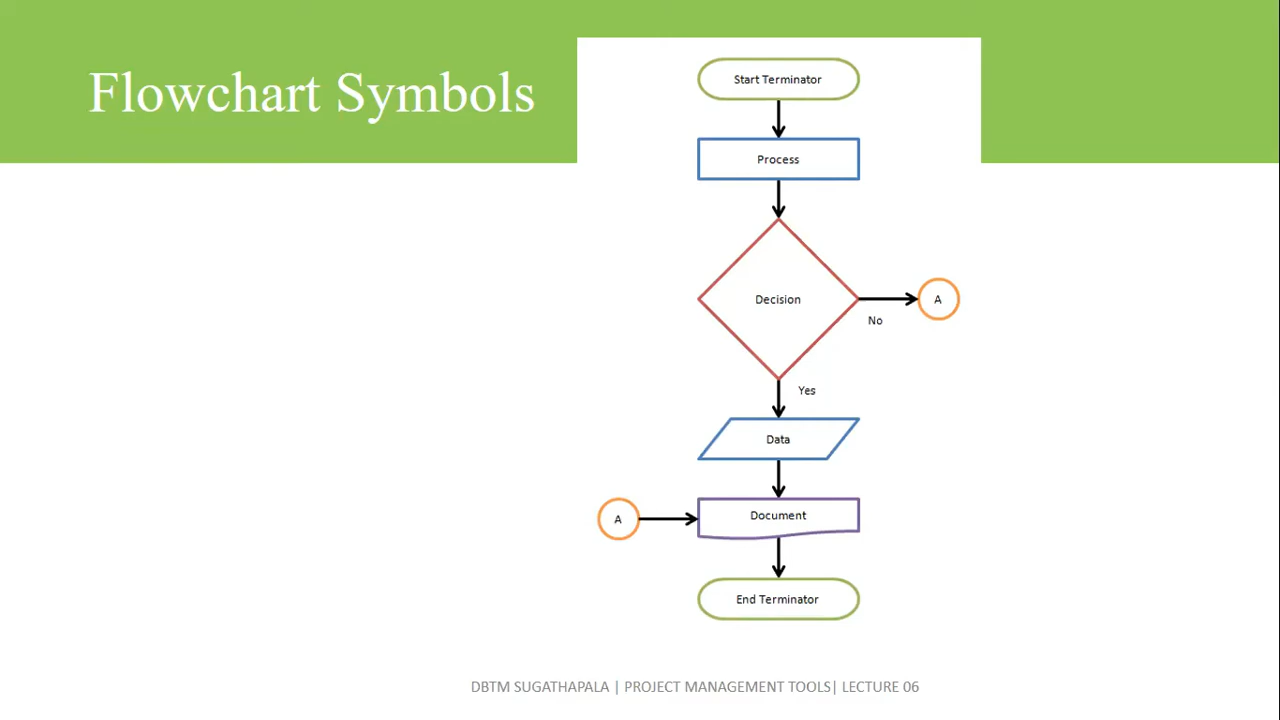 Flowchart Symbols
Start Terminator
Process
Decision
A
No
Yes
Data
A
Document
End Terminator
DBTM SUGATHAPALA | PROJECT MANAGEMENT TOOLS| LECTURE 06